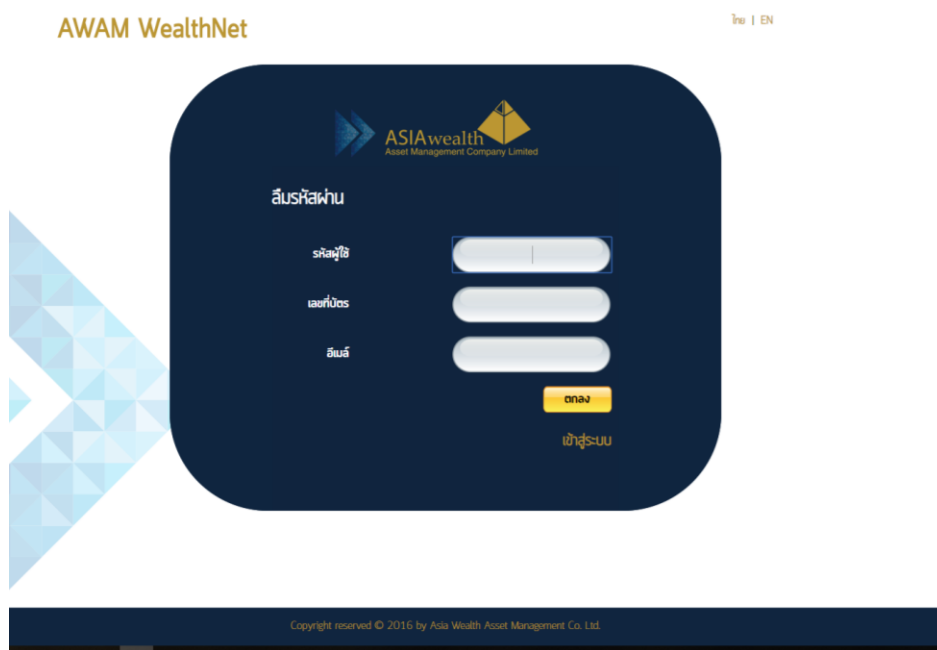 AWAM WealthNet
ไทย | EN
ASIAwealth
Asset Management Company Limited
ลืมรหัสผ่าน
รหัสผู้ใช้
เลขที่บัตร
อีเมล์
ตกลง
เข้าสู่ระบบ
Copyright reserved © 2016 by Asia Wealth Asset Management Co. Ltd.